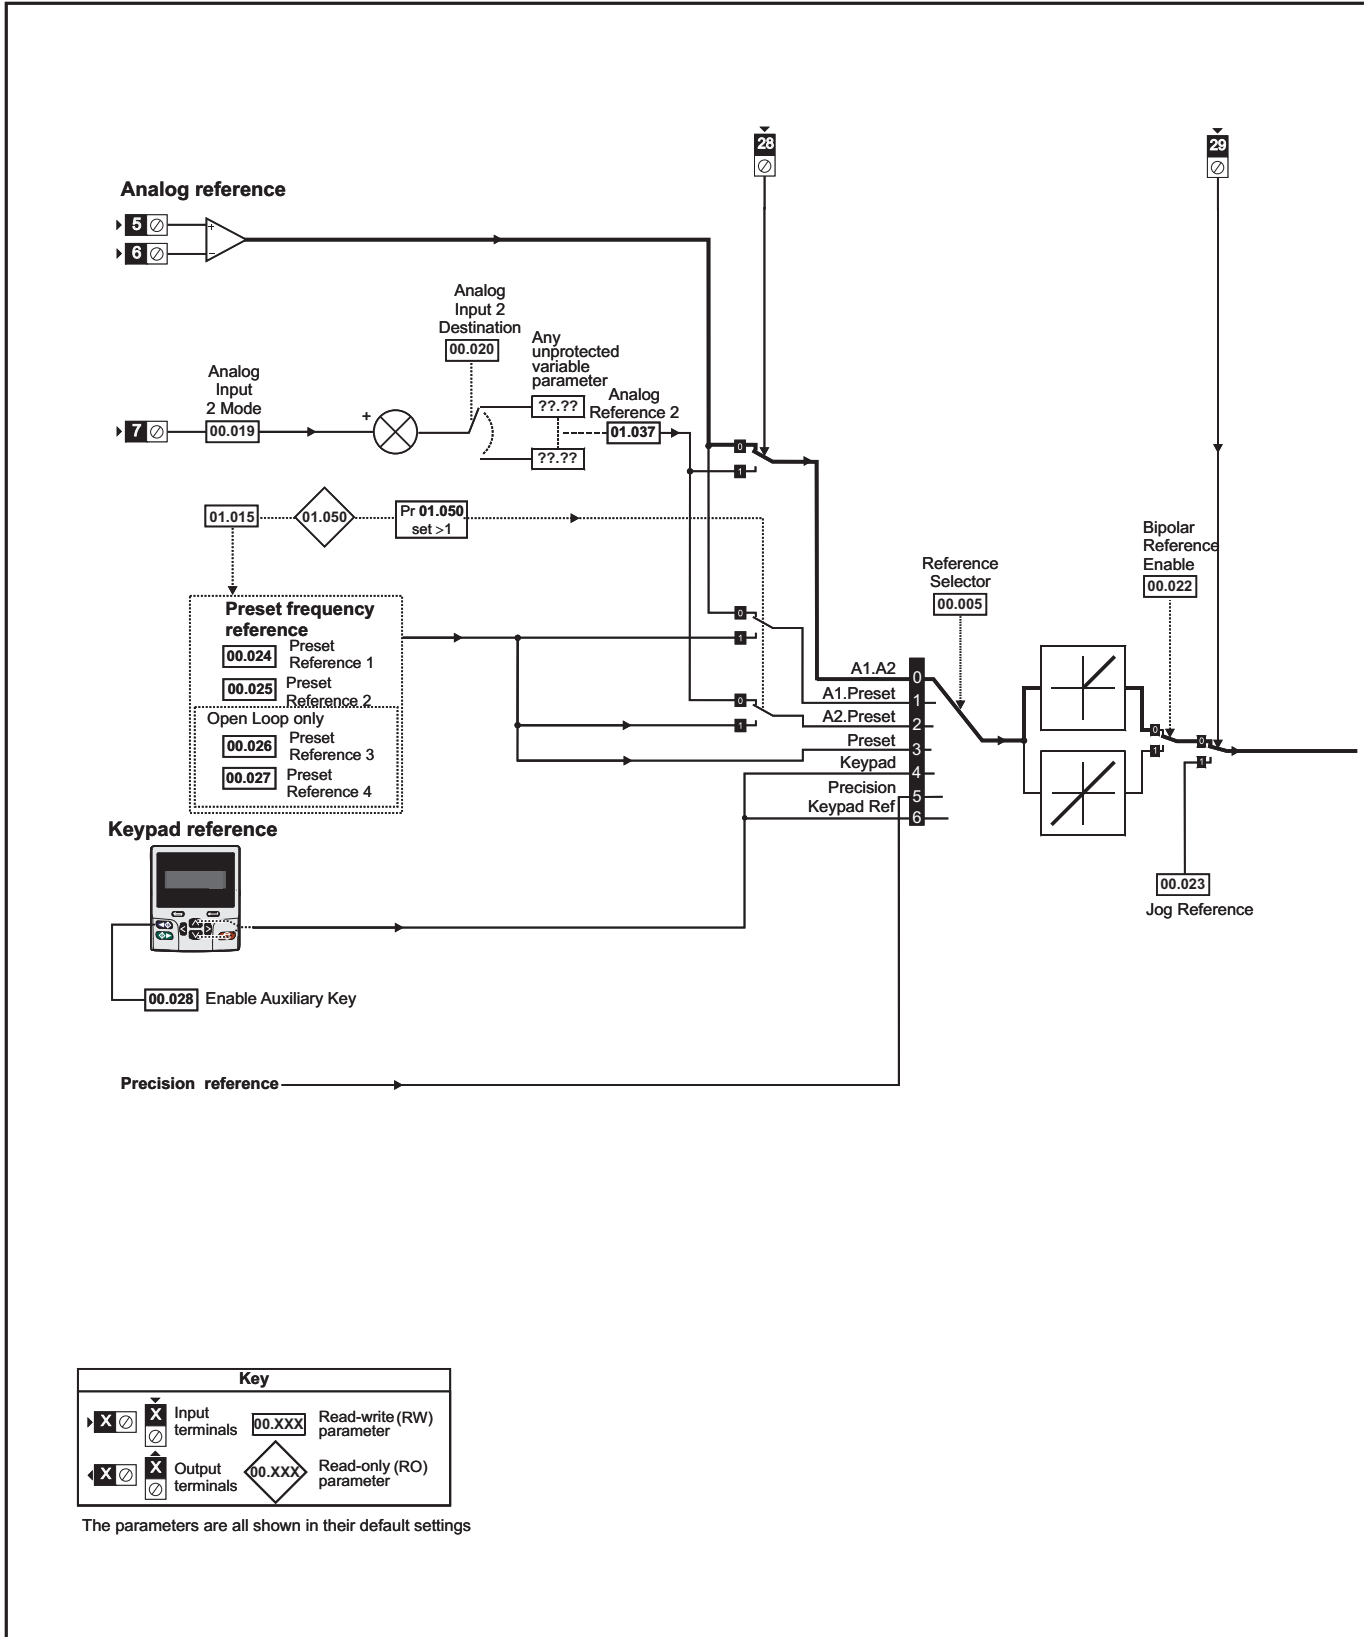 28
29
Analog reference
5
+
6
–
Analog
Input 2
Destination
00.020
Any
unprotected
variable
parameter
Analog
Input
2 Mode
??.??
Analog
Reference 2
7
00.019
+
01.037
??.??
0
1
01.015
01.050
Pr 01.050
set >1
Bipolar
Reference
Enable
00.022
Reference
Selector
00.005
Preset frequency
reference
00.024
Preset
Reference 1
00.025
Preset
Reference 2
Open Loop only
00.026
Preset
Reference 3
00.027
Preset
Reference 4
0
1
0
1
A1.A2
0
A1.Preset
1
A2.Preset
2
Preset
3
Keypad
4
Precision
5
Keypad Ref
6
0
1
0
1
00.023
Jog Reference
Keypad reference
00.028
Enable Auxiliary Key
Precision reference
Key
X
X
Input
terminals
00.XXX
Read-write (RW)
parameter
X
X
Output
terminals
00.XXX
Read-only (RO)
parameter
The parameters are all shown in their default settings